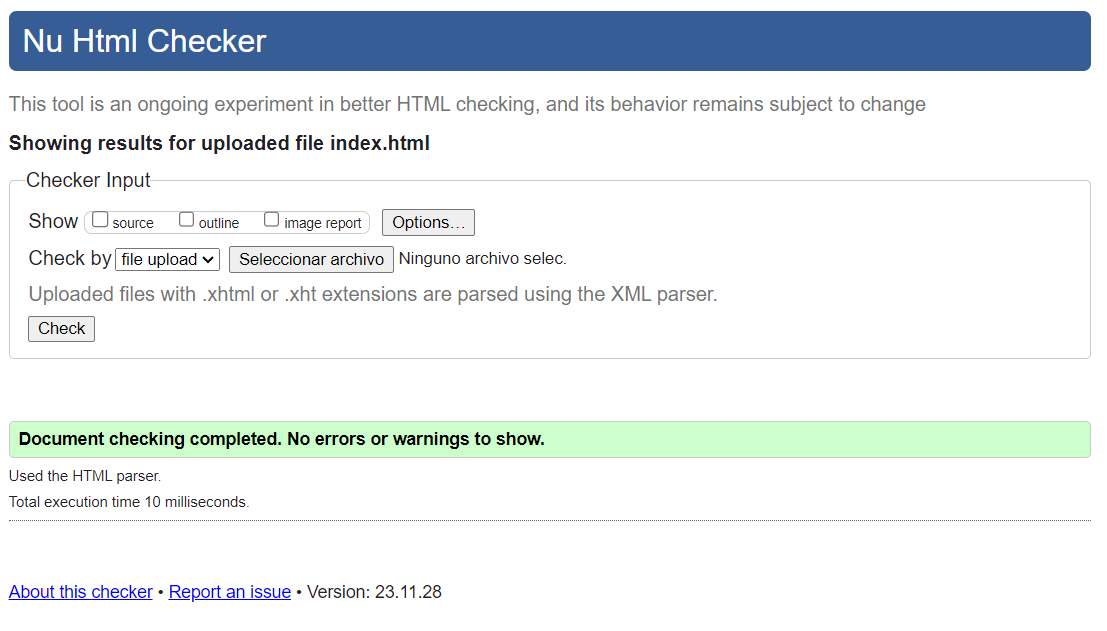 Nu Html Checker
This tool is an ongoing experiment in better HTML checking, and its behavior remains subject to change
Showing results for uploaded file index.html
Checker Input
Show source outline image report Options...
Check by file upload Seleccionar archivo Ninguno archivo selec.
Uploaded files with .xhtml or .xht extensions are parsed using the XML parser.
Check
Document checking completed. No errors or warnings to show.
Used the HTML parser.
Total execution time 10 milliseconds.
About this checker • Report an issue • Version: 23.11.28